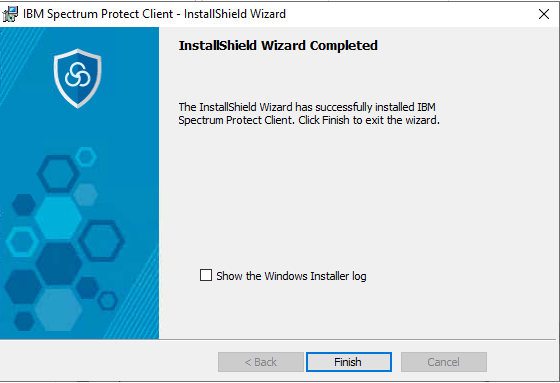 IBM Spectrum Protect Client - InstallShield Wizard
InstallShield Wizard Completed
The InstallShield Wizard has successfully installed IBM
Spectrum Protect Client. Click Finish to exit the wizard.
Show the Windows Installer log
< Back
Finish
Cancel